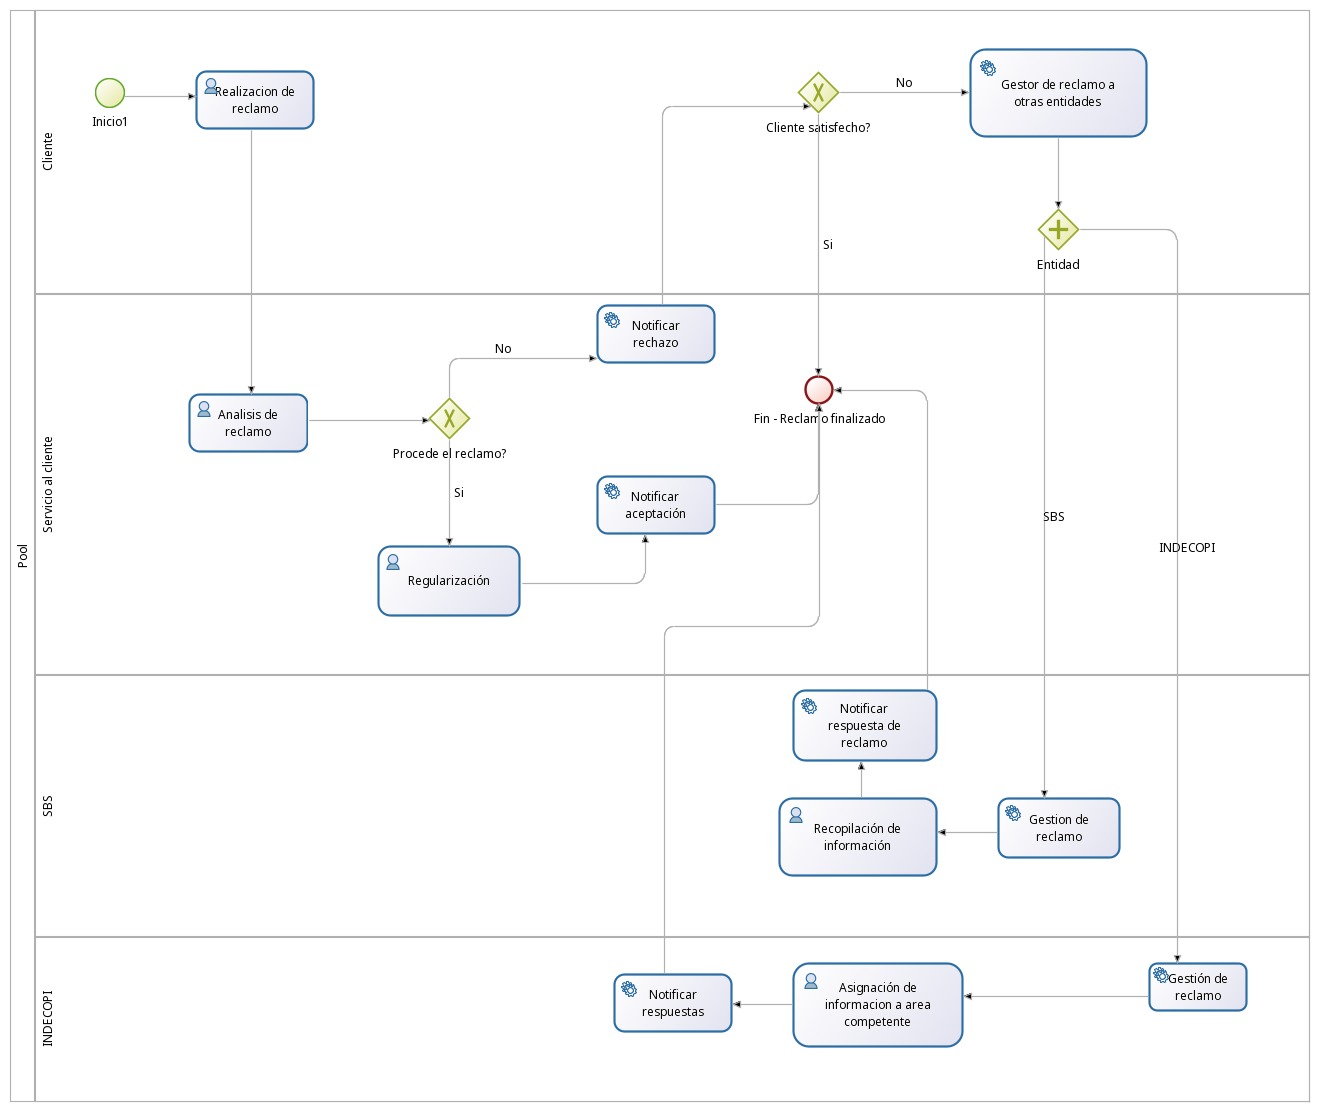 Pool
Cliente
Inicio1
Realizacion de
reclamo
Cliente satisfecho?
No
Si
Gestor de reclamo a
otras entidades
Entidad
SBS
INDECOPI
Servicio al cliente
Analisis de
reclamo
Procede el reclamo?
No
Si
Notificar
rechazo
Regularización
Notificar
aceptación
Fin - Reclamo finalizado
SBS
Notificar
respuesta de
reclamo
Recopilación de
información
Gestion de
reclamo
INDECOPI
Notificar
respuestas
Asignación de
informacion a area
competente
Gestión de
reclamo